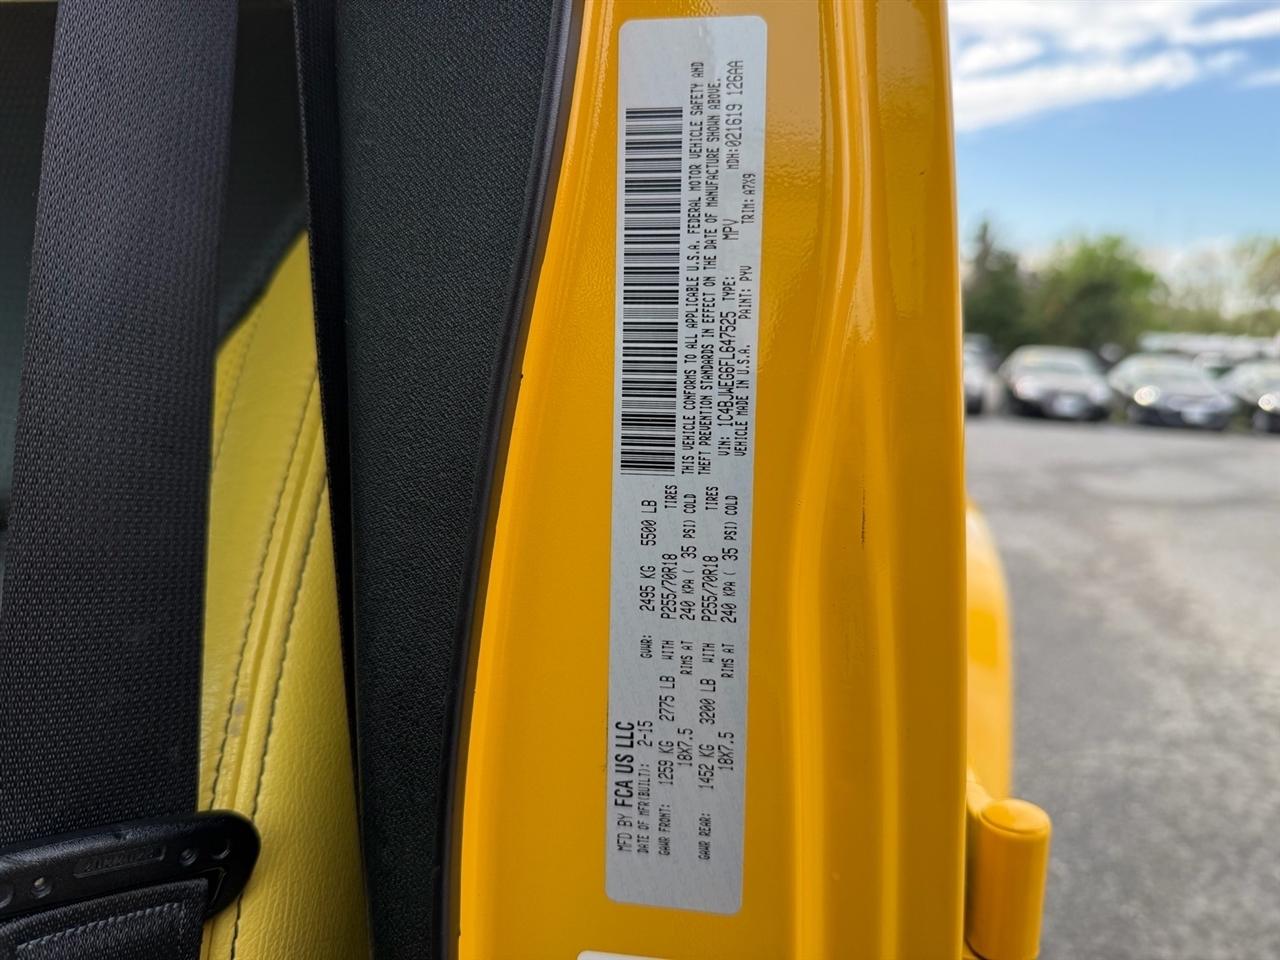 MFD BY FCA US LLC
DATE OF MFR(BUILT): 2-15 GVWR: 2495 KG 5500 LB
GAWR FRONT: 1259 KG 2775 LB WITH P255/70R18 TIRES
18X7.5 RIMS AT 240 KPA ( 35 PSI) COLD
GAWR REAR: 1452 KG 3200 LB WITH P255/70R18 TIRES
18X7.5 RIMS AT 240 KPA ( 35 PSI) COLD
THIS VEHICLE CONFORMS TO ALL APPLICABLE U.S.A. FEDERAL MOTOR VEHICLE SAFETY AND
THEFT PREVENTION STANDARDS IN EFFECT ON THE DATE OF MANUFACTURE SHOWN ABOVE.
VIN: 1C4BJWEG6FL647525 TYPE: MPV MDH:021619 126AA
VEHICLE MADE IN U.S.A. PAINT: PYV TRIM: A7X9